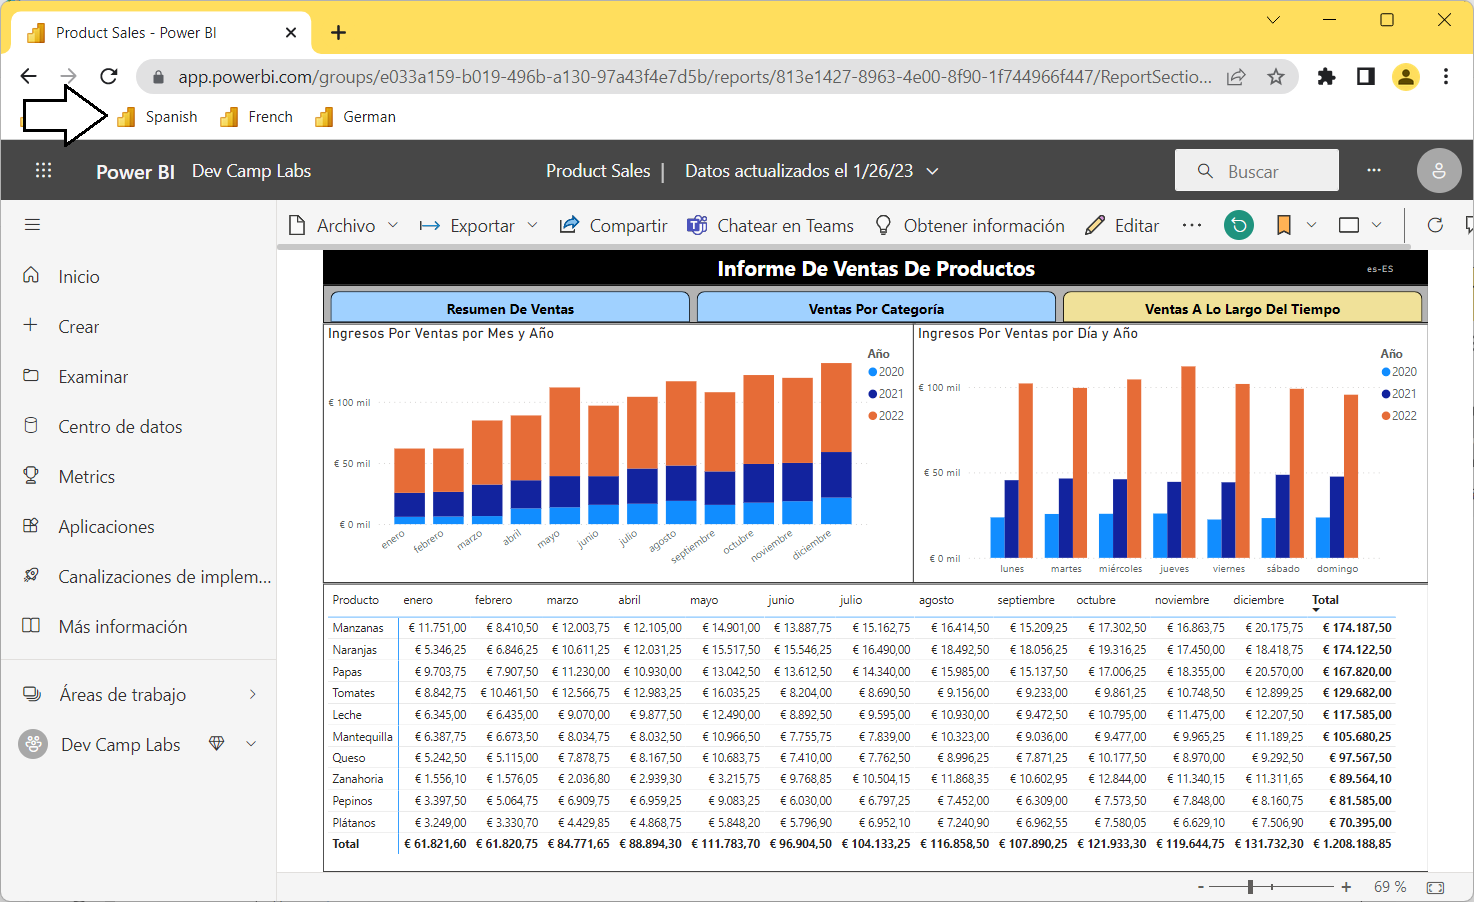 Product Sales - Power BI
app.powerbi.com/groups/e033a159-b019-496b-a130-97a43f4e7d5b/reports/813e1427-8963-4e00-8f90-1f744966f447/ReportSectio...
Spanish French German
Power BI Dev Camp Labs Product Sales | Datos actualizados el 1/26/23 Buscar
Archivo Exportar Compartir Chatear en Teams Obtener información Editar
Inicio
Crear
Examinar
Centro de datos
Metrics
Aplicaciones
Canalizaciones de implem...
Más información
Áreas de trabajo
Dev Camp Labs
Informe De Ventas De Productos es-ES
Resumen De Ventas Ventas Por Categoría Ventas A Lo Largo Del Tiempo
Ingresos Por Ventas por Mes y Año
Año
2020
2021
2022
€ 100 mil
€ 50 mil
€ 0 mil
enero febrero marzo abril mayo junio julio agosto septiembre octubre noviembre diciembre
Ingresos Por Ventas por Día y Año
Año
2020
2021
2022
€ 100 mil
€ 50 mil
€ 0 mil
lunes martes miércoles jueves viernes sábado domingo
Producto enero febrero marzo abril mayo junio julio agosto septiembre octubre noviembre diciembre Total
Manzanas € 11.751,00 € 8.410,50 € 12.003,75 € 12.105,00 € 14.901,00 € 13.887,75 € 15.162,75 € 16.414,50 € 15.209,25 € 17.302,50 € 16.863,75 € 20.175,75 € 174.187,50
Naranjas € 5.346,25 € 6.846,25 € 10.611,25 € 12.031,25 € 15.517,50 € 15.546,25 € 16.490,00 € 18.492,50 € 18.056,25 € 19.316,25 € 17.450,00 € 18.418,75 € 174.122,50
Papas € 9.703,75 € 7.907,50 € 11.230,00 € 10.930,00 € 13.042,50 € 13.612,50 € 14.340,00 € 15.985,00 € 15.137,50 € 17.006,25 € 18.355,00 € 20.570,00 € 167.820,00
Tomates € 8.842,75 € 10.461,50 € 12.566,75 € 12.983,25 € 16.035,25 € 8.204,00 € 8.690,50 € 9.156,00 € 9.233,00 € 9.861,25 € 10.748,50 € 12.899,25 € 129.682,00
Leche € 6.345,00 € 6.435,00 € 9.070,00 € 9.877,50 € 12.490,00 € 8.892,50 € 9.595,00 € 10.930,00 € 9.472,50 € 10.795,00 € 11.475,00 € 12.207,50 € 117.585,00
Mantequilla € 6.387,75 € 6.673,50 € 8.034,75 € 8.032,50 € 10.966,50 € 7.755,75 € 7.839,00 € 10.323,00 € 9.036,00 € 9.477,00 € 9.965,25 € 11.189,25 € 105.680,25
Queso € 5.242,50 € 5.115,00 € 7.878,75 € 8.167,50 € 10.683,75 € 7.410,00 € 7.762,50 € 8.996,25 € 7.871,25 € 10.177,50 € 8.970,00 € 9.292,50 € 97.567,50
Zanahoria € 1.556,10 € 1.576,05 € 2.036,80 € 2.939,30 € 3.215,75 € 9.768,85 € 10.504,15 € 11.868,35 € 10.602,95 € 12.844,00 € 11.340,15 € 11.311,65 € 89.564,10
Pepinos € 3.397,50 € 5.064,75 € 6.909,75 € 6.959,25 € 9.083,25 € 6.030,00 € 6.797,25 € 7.452,00 € 6.309,00 € 7.573,50 € 7.848,00 € 8.160,75 € 81.585,00
Plátanos € 3.249,00 € 3.330,70 € 4.429,85 € 4.868,75 € 5.848,20 € 5.796,90 € 6.952,10 € 7.240,90 € 6.962,55 € 7.580,05 € 6.629,10 € 7.506,90 € 70.395,00
Total € 61.821,60 € 61.820,75 € 84.771,65 € 88.894,30 € 111.783,70 € 96.904,50 € 104.133,25 € 116.858,50 € 107.890,25 € 121.933,30 € 119.644,75 € 131.732,30 € 1.208.188,85
69 %